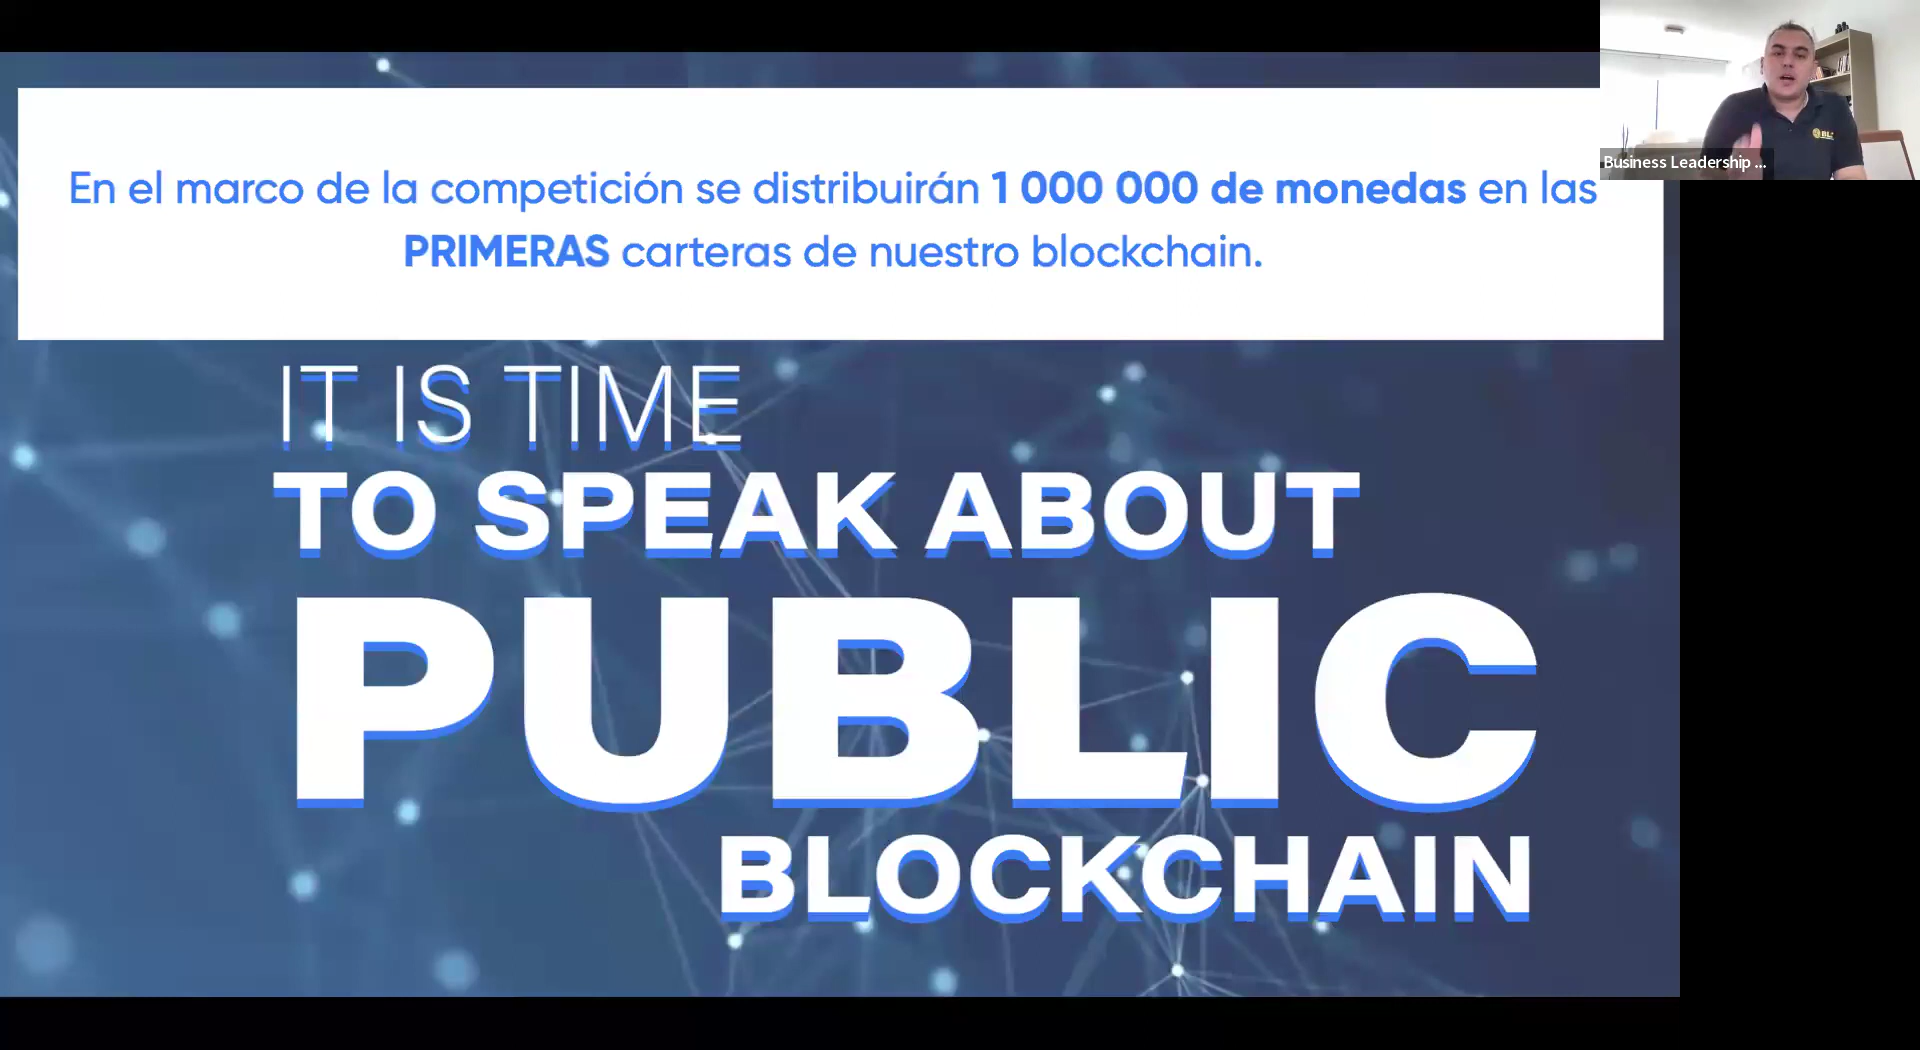 En el marco de la competición se distribuirán 1 000 000 de monedas en las
PRIMERAS carteras de nuestro blockchain.
Business Leadership ...
IT IS TIME
TO SPEAK ABOUT
PUBLIC
BLOCKCHAIN